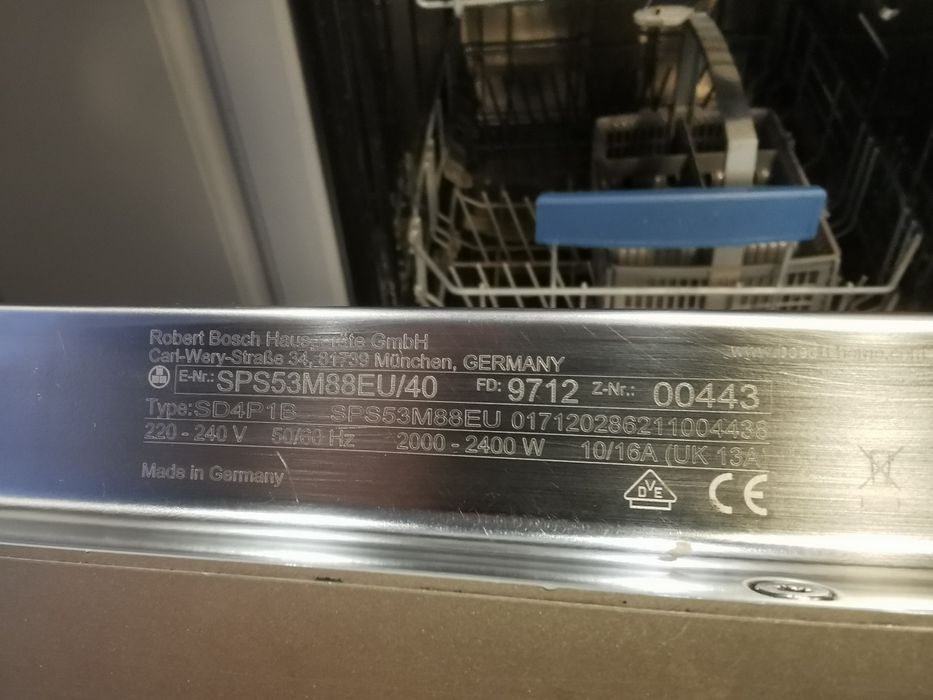 Robert Bosch Hausgeräte GmbH
Carl-Wery-Straße 34, 81739 München, GERMANY
E-Nr.: SPS53M88EU/40 FD: 9712 Z-Nr.: 00443
Type: SD4P1B SPS53M88EU 017120286211004438
220 - 240 V 50/60 Hz 2000 - 2400 W 10/16A (UK 13A)
Made in Germany
DVE
CE